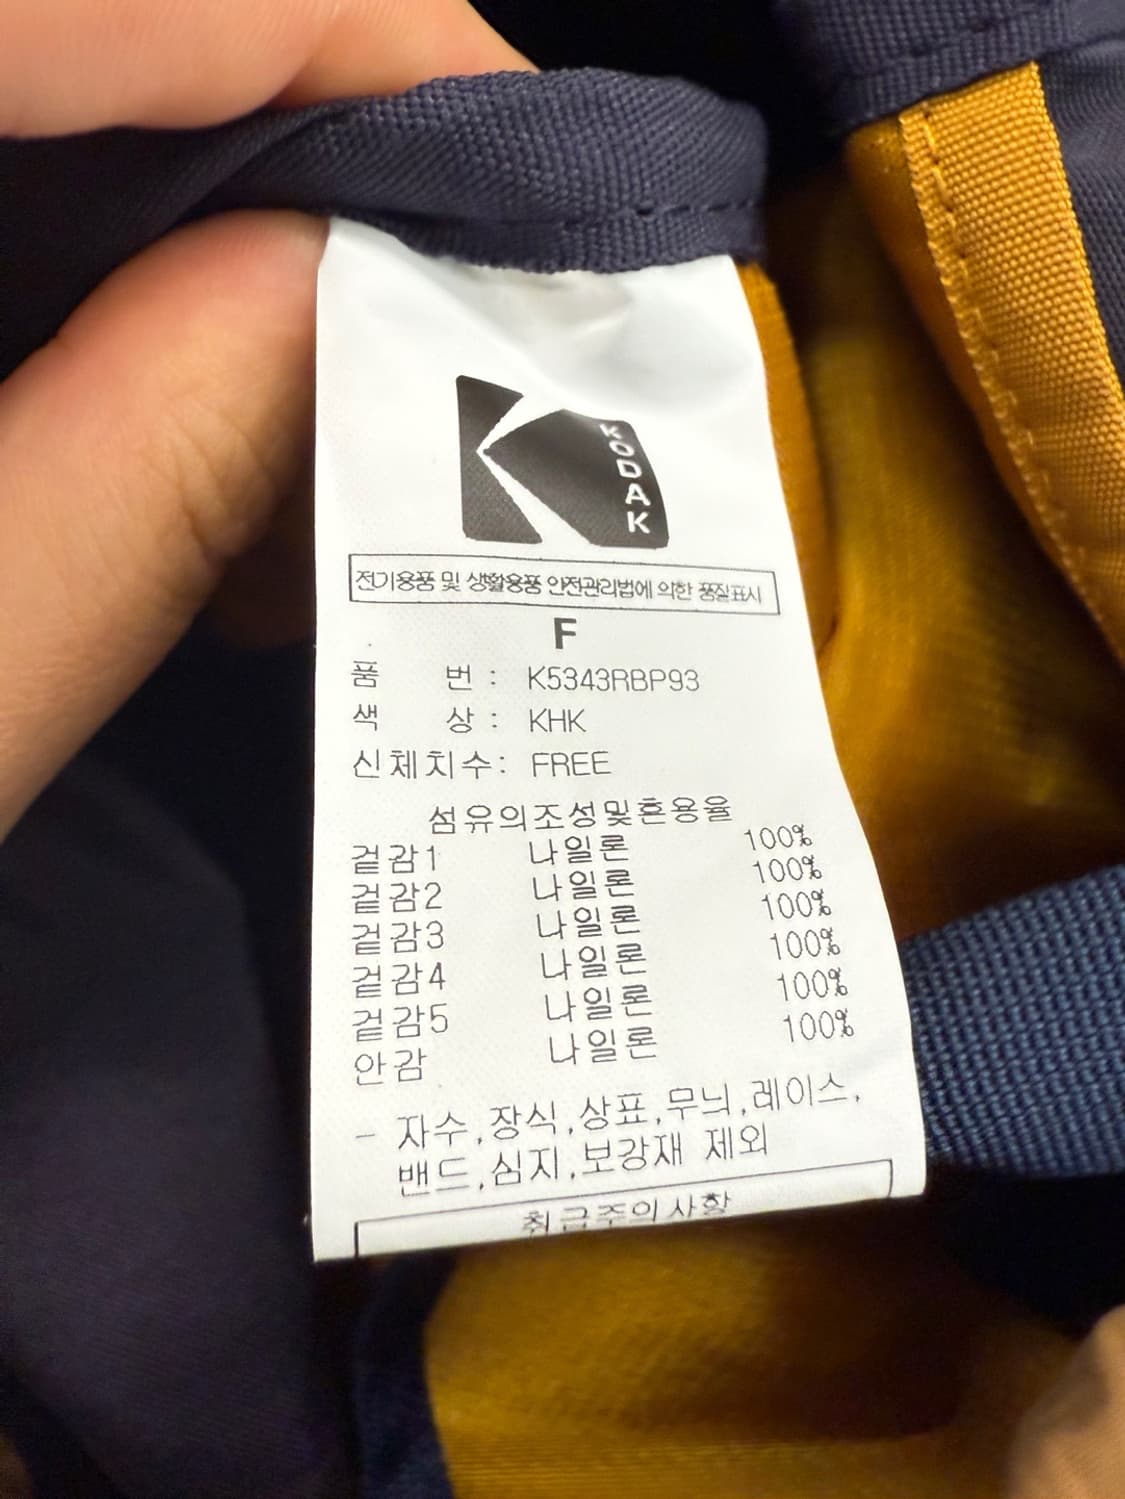 KODAK
전기용품 및 생활용품 안전관리법에 의한 품질표시
F
품 번 : K5343RBP93
색 상 : KHK
신체치수: FREE
섬유의조성및혼용율
겉감1 나일론 100%
겉감2 나일론 100%
겉감3 나일론 100%
겉감4 나일론 100%
겉감5 나일론 100%
안감 나일론 100%
- 자수,장식,상표,무늬,레이스,
밴드,심지,보강재 제외
취급주의사항